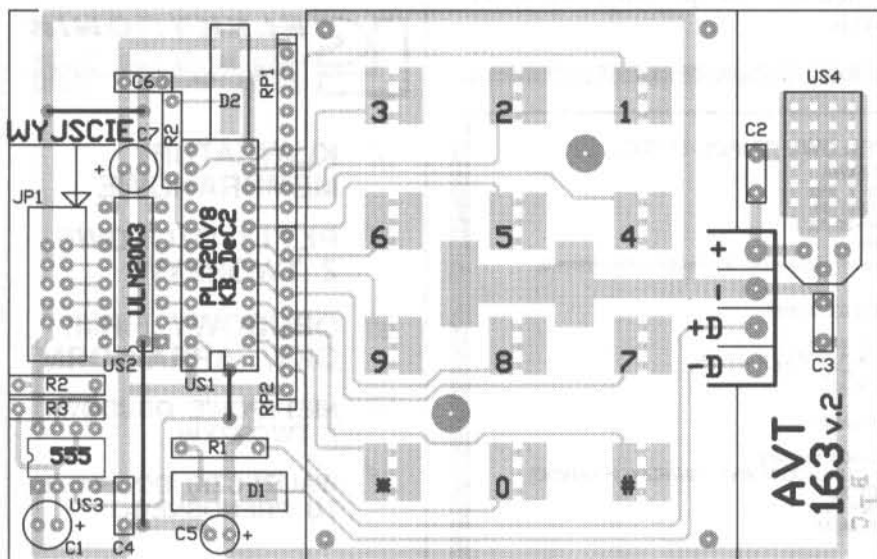 C6
D2
RP1
3
2
1
US4
WYJSCIE
C7
R2
C2
JP1
ULN2003
PLC20V8
KB_DeC2
6
5
4
+
-
+D
-D
9
8
7
US2
US1
C3
R2
R3
RP2
555
R1
*
0
#
AVT
163 v.2
US3
D1
C1
C4
C5
+
+
+